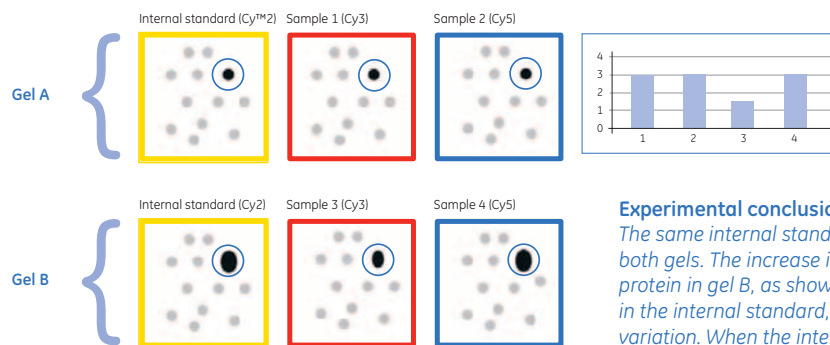 Internal standard (Cy™2) Sample 1 (Cy3) Sample 2 (Cy5)
Gel A
4
3
2
1
0
1 2 3 4
Internal standard (Cy2) Sample 3 (Cy3) Sample 4 (Cy5)
Gel B
Experimental conclusio
The same internal stand
both gels. The increase i
protein in gel B, as show
in the internal standard,
variation. When the inte